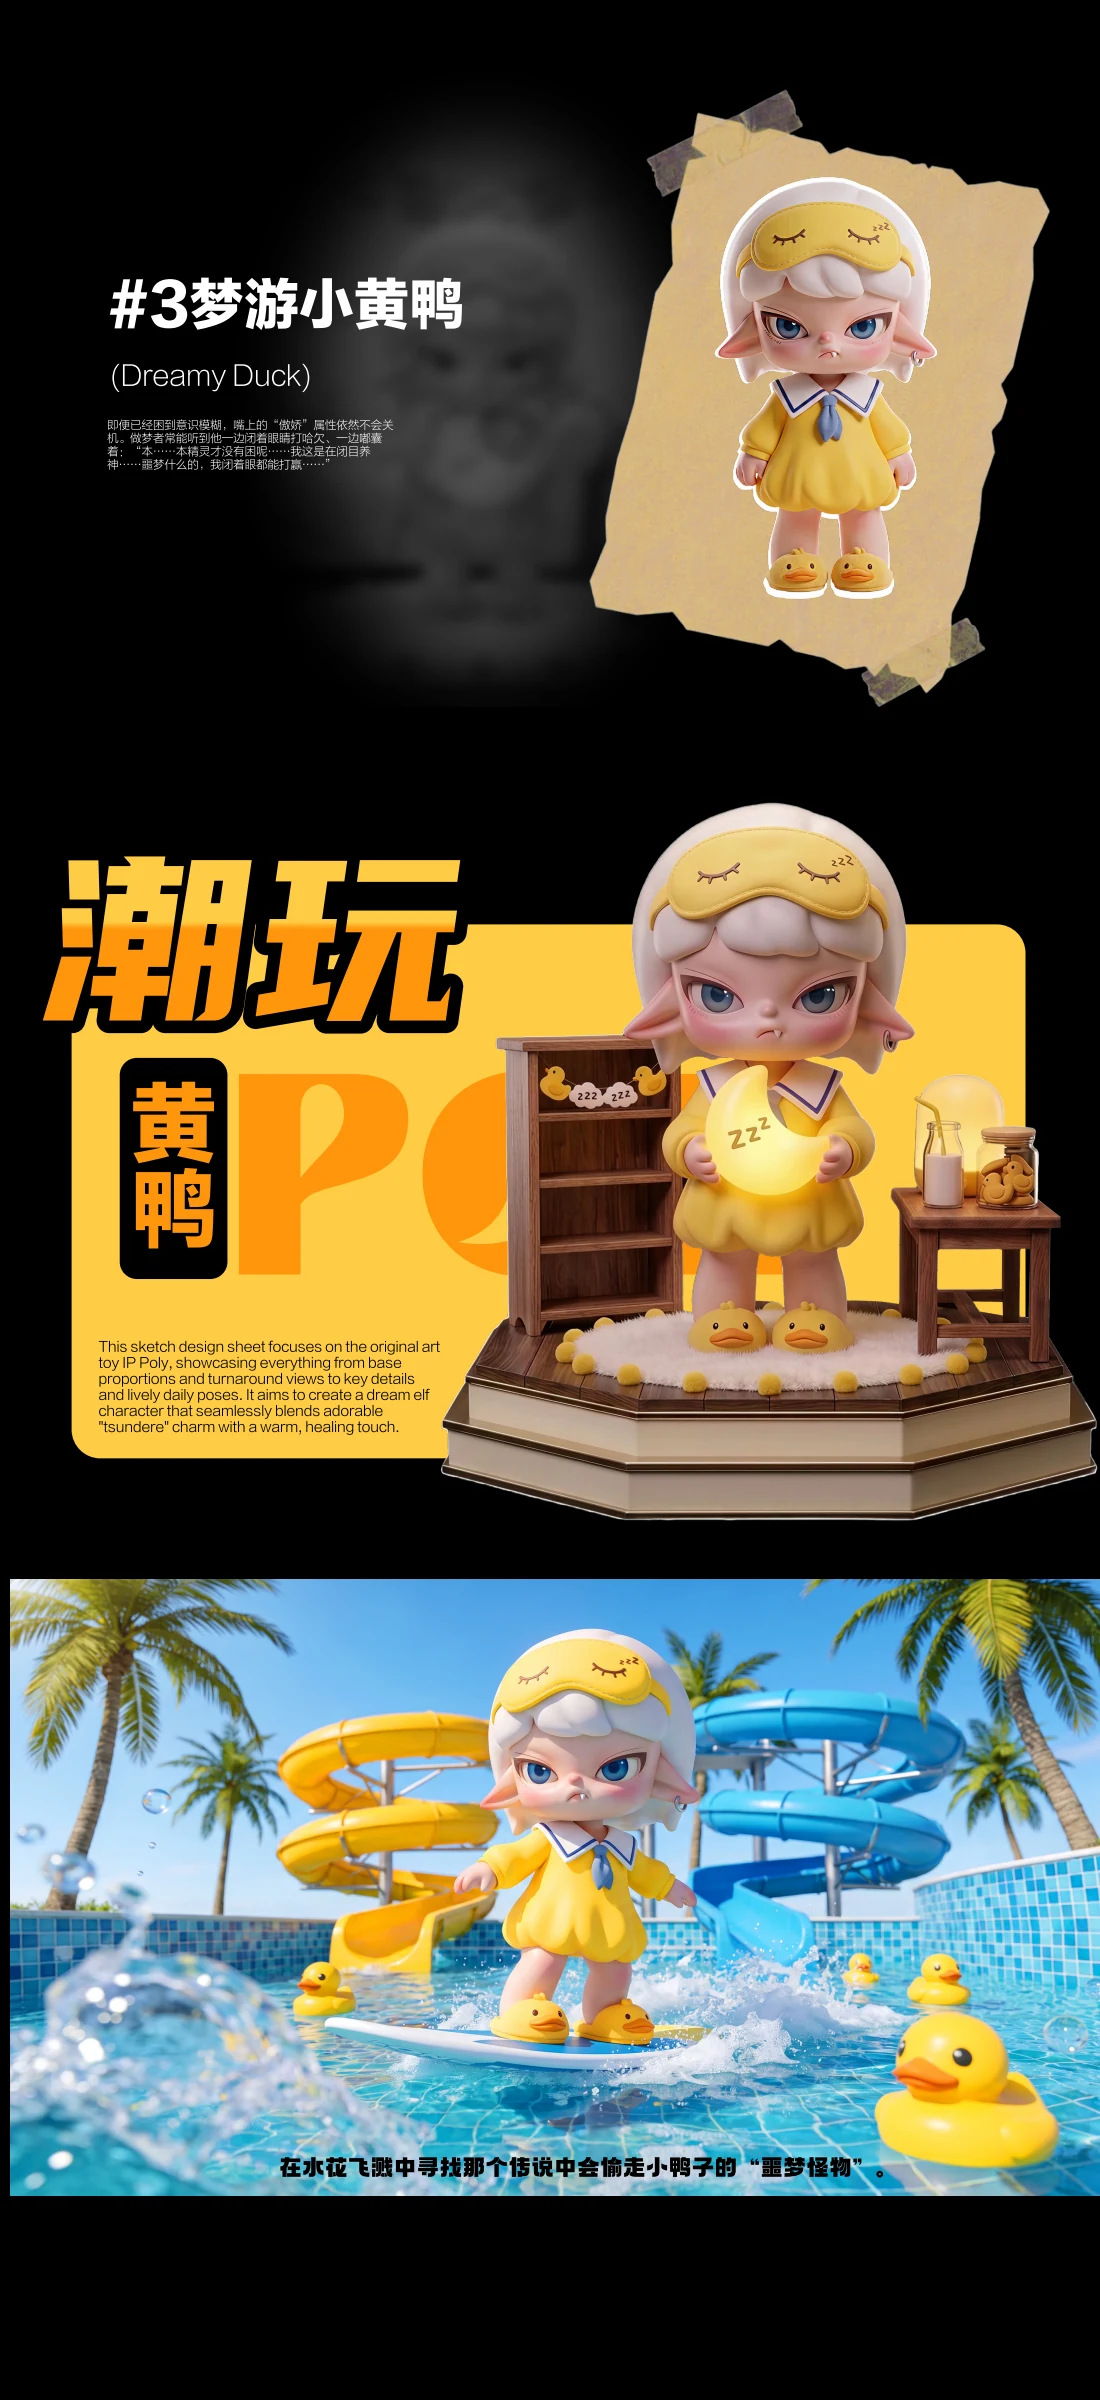 #3梦游小黄鸭
(Dreamy Duck)
即便已经困到意识模糊，嘴上的“傲娇”属性依然不会关
机。做梦者常能听到他一边闭着眼睛打哈欠、一边嘟囔
着：“本……本精灵才没有困呢……我这是在闭目养
神……噩梦什么的，我闭着眼都能打赢……”
zzz
潮玩
zzz
黄鸭
PO
zzz zzz
zzz
This sketch design sheet focuses on the original art
toy IP Poly, showcasing everything from base
proportions and turnaround views to key details
and lively daily poses. It aims to create a dream elf
character that seamlessly blends adorable
"tsundere" charm with a warm, healing touch.
zzz
在水花飞溅中寻找那个传说中会偷走小鸭子的“噩梦怪物”。